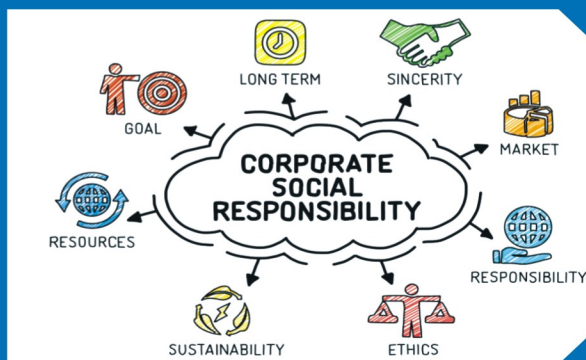 LONG TERM
SINCERITY
GOAL
MARKET
CORPORATE
SOCIAL
RESPONSIBILITY
RESOURCES
RESPONSIBILITY
SUSTAINABILITY
ETHICS